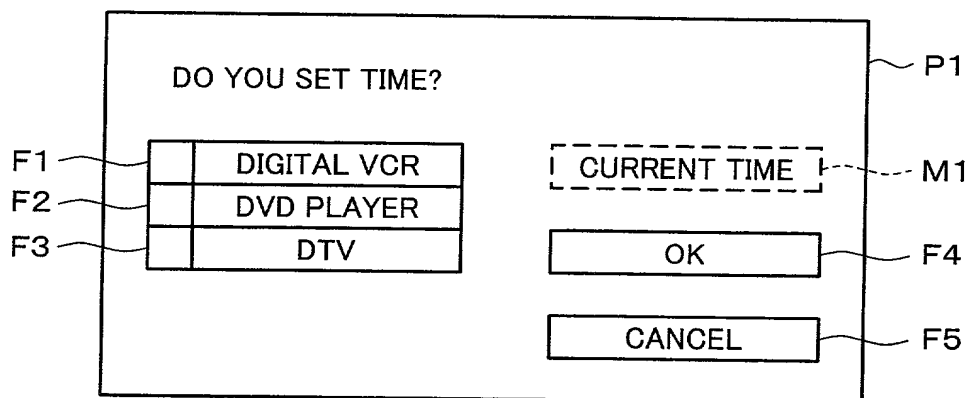 DO YOU SET TIME?
P1
F1 DIGITAL VCR CURRENT TIME M1
F2 DVD PLAYER
F3 DTV OK F4
CANCEL F5